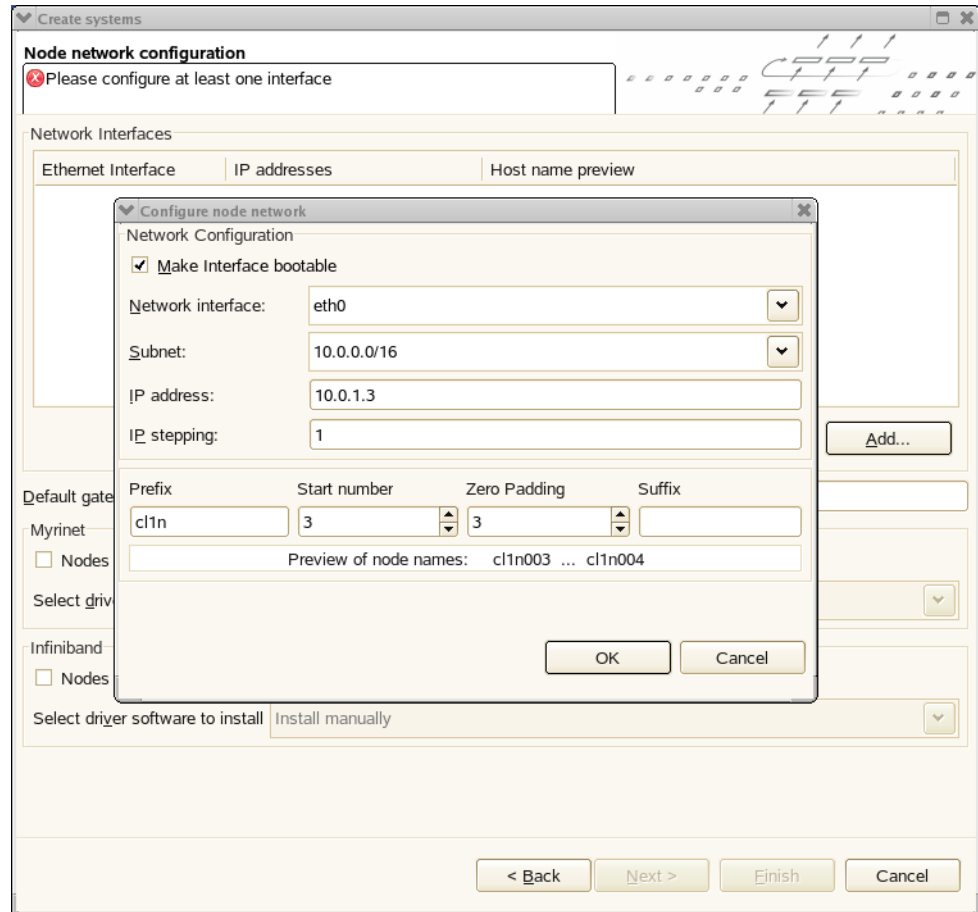 Create systems
Node network configuration
Please configure at least one interface
Network Interfaces
Ethernet Interface IP addresses Host name preview
Configure node network
Network Configuration
Make Interface bootable
Network interface: eth0
Subnet: 10.0.0.0/16
IP address: 10.0.1.3
IP stepping: 1
Add...
Prefix Start number Zero Padding Suffix
cl1n 3 3
Preview of node names: cl1n003 ... cl1n004
Default gate
Myrinet
Nodes
Select driv
OK Cancel
Infiniband
Nodes
Select driver software to install Install manually
< Back Next > Finish Cancel